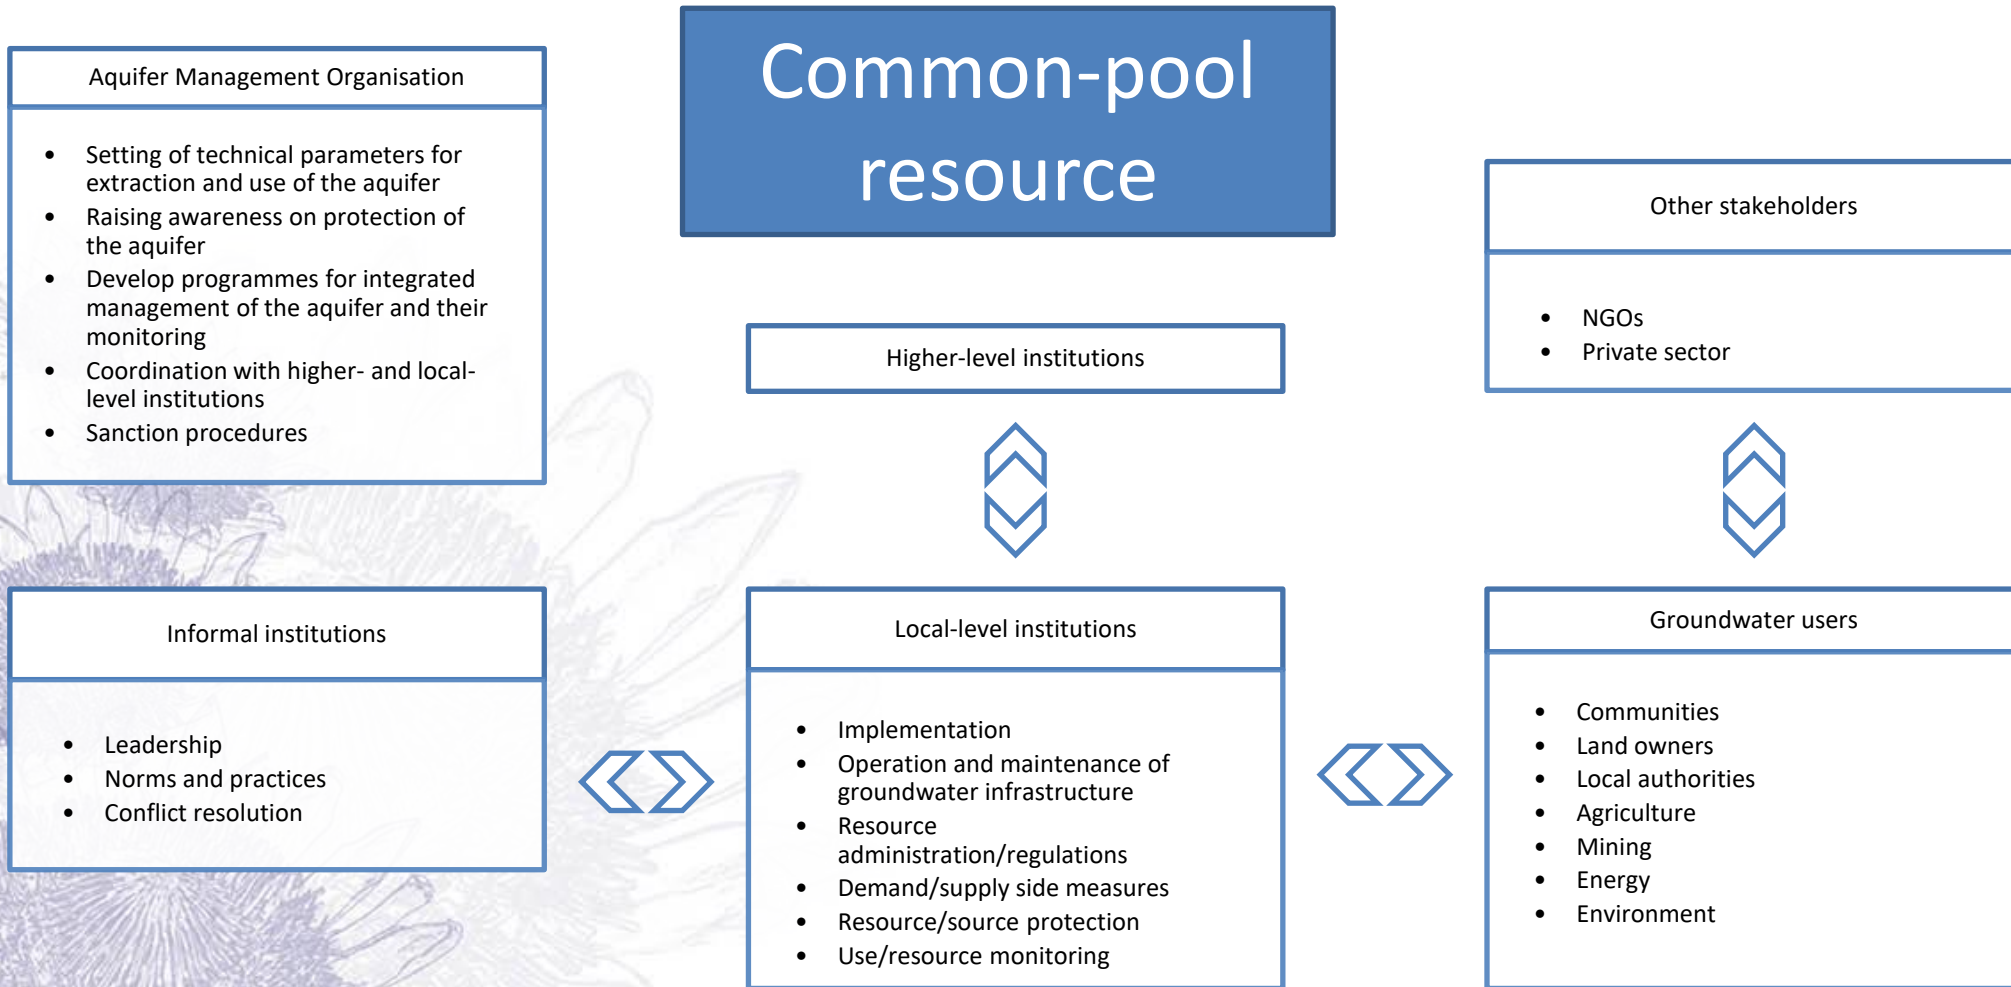 Common-pool
resource
Aquifer Management Organisation
• Setting of technical parameters for
extraction and use of the aquifer
• Raising awareness on protection of
the aquifer
• Develop programmes for integrated
management of the aquifer and their
monitoring
• Coordination with higher- and local-
level institutions
• Sanction procedures
Higher-level institutions
Other stakeholders
• NGOs
• Private sector
Informal institutions
• Leadership
• Norms and practices
• Conflict resolution
Local-level institutions
• Implementation
• Operation and maintenance of
groundwater infrastructure
• Resource
administration/regulations
• Demand/supply side measures
• Resource/source protection
• Use/resource monitoring
Groundwater users
• Communities
• Land owners
• Local authorities
• Agriculture
• Mining
• Energy
• Environment